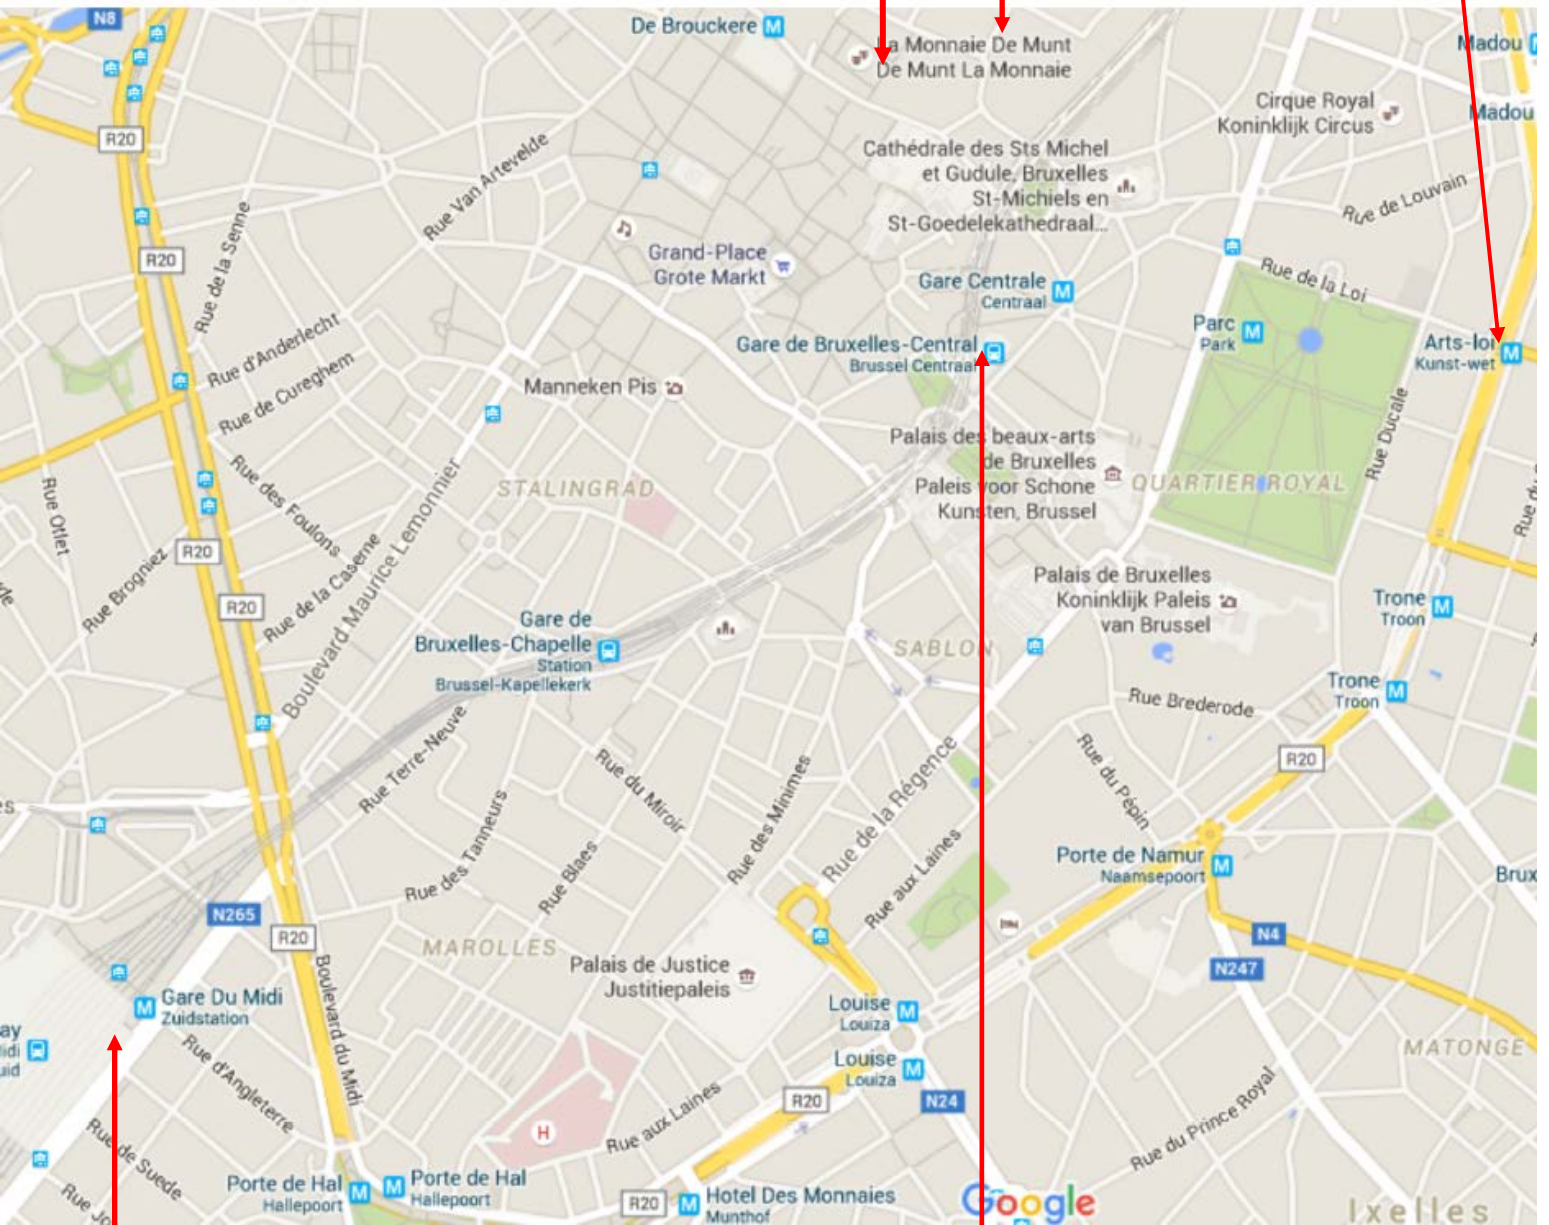 N8
De Brouckere
La Monnaie De Munt
De Munt La Monnaie
Madou
Madou
Cirque Royal
Koninklijk Circus
R20
Cathédrale des Sts Michel
et Gudule, Bruxelles
St-Michiels en
St-Goedelekathedraal...
Rue Van Artevelde
Rue de Louvain
Rue de la Senne
R20
Grand-Place
Grote Markt
Gare Centrale
Centraal
Rue de la Loi
Parc
Park
Gare de Bruxelles-Central
Brussel Centraal
Arts-loi
Kunst-wet
Rue d'Anderlecht
Rue de Cureghem
Manneken Pis
Rue Ducale
Palais des beaux-arts
de Bruxelles
Paleis voor Schone
Kunsten, Brussel
QUARTIER ROYAL
STALINGRAD
Rue des Foulons
Boulevard Maurice Lemonnier
Rue Otlet
R20
Rue de la Caserne
Rue Brogniez
R20
Palais de Bruxelles
Koninklijk Paleis
van Brussel
Trone
Troon
Gare de
Bruxelles-Chapelle
Station
Brussel-Kapellekerk
SABLON
Trone
Troon
Rue Brederode
Rue Terre-Neuve
R20
Rue du Pépin
Rue du Miroir
Rue des Minimes
Rue de la Régence
Rue des Tanneurs
Rue Blaes
Rue aux Laines
Porte de Namur
Naamsepoort
Brux
N265
R20
N4
MAROLLES
N247
Palais de Justice
Justitiepaleis
Boulevard du Midi
Gare Du Midi
Zuidstation
Louise
Louiza
ay
idi
uid
Rue d'Angleterre
MATONGE
Louise
Louiza
R20
N24
H
Rue aux Laines
Rue du Prince Royal
Rue de Suede
Porte de Hal
Hallepoort
Porte de Hal
Hallepoort
R20
Hotel Des Monnaies
Munthof
Google
Ixelles